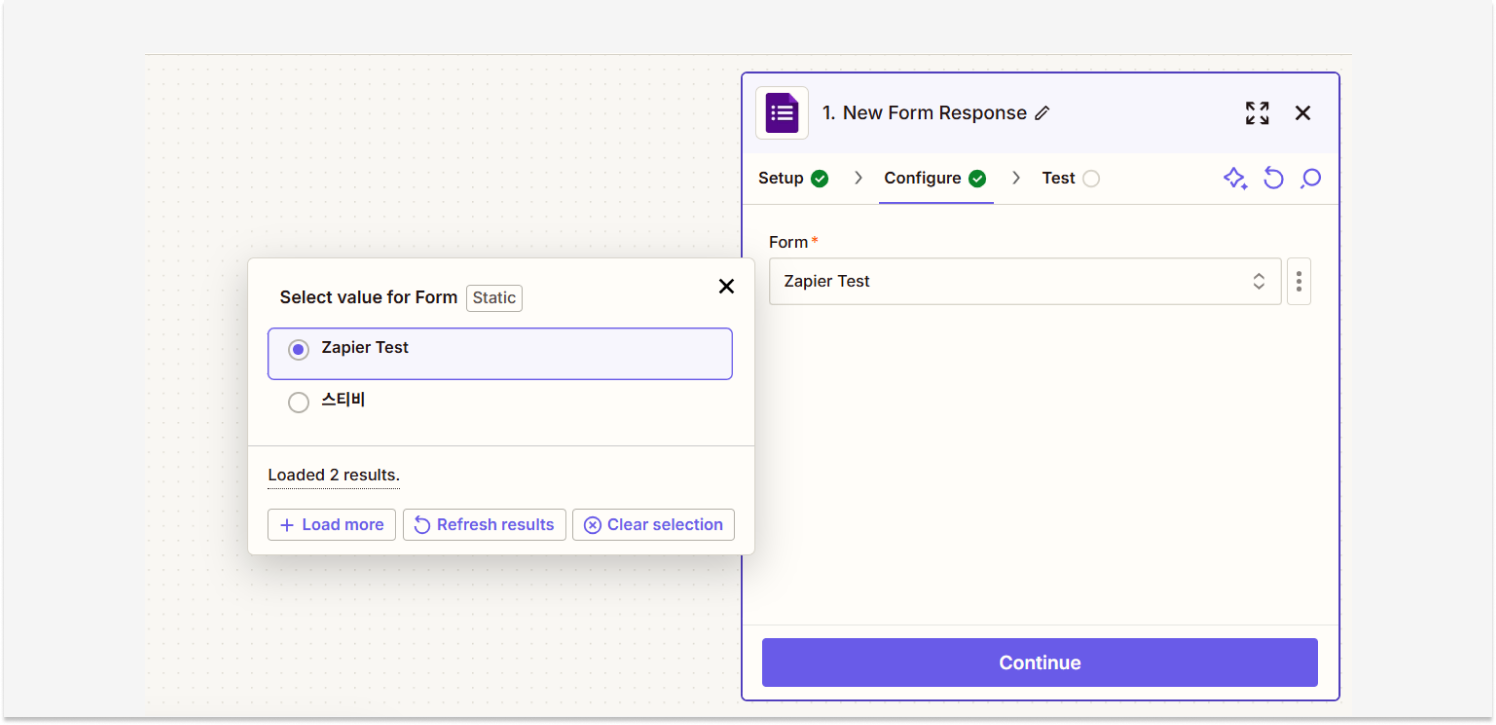 1. New Form Response
Setup
Configure
Test
Form*
Zapier Test
Select value for Form Static
Zapier Test
스티비
Loaded 2 results.
+ Load more
Refresh results
Clear selection
Continue